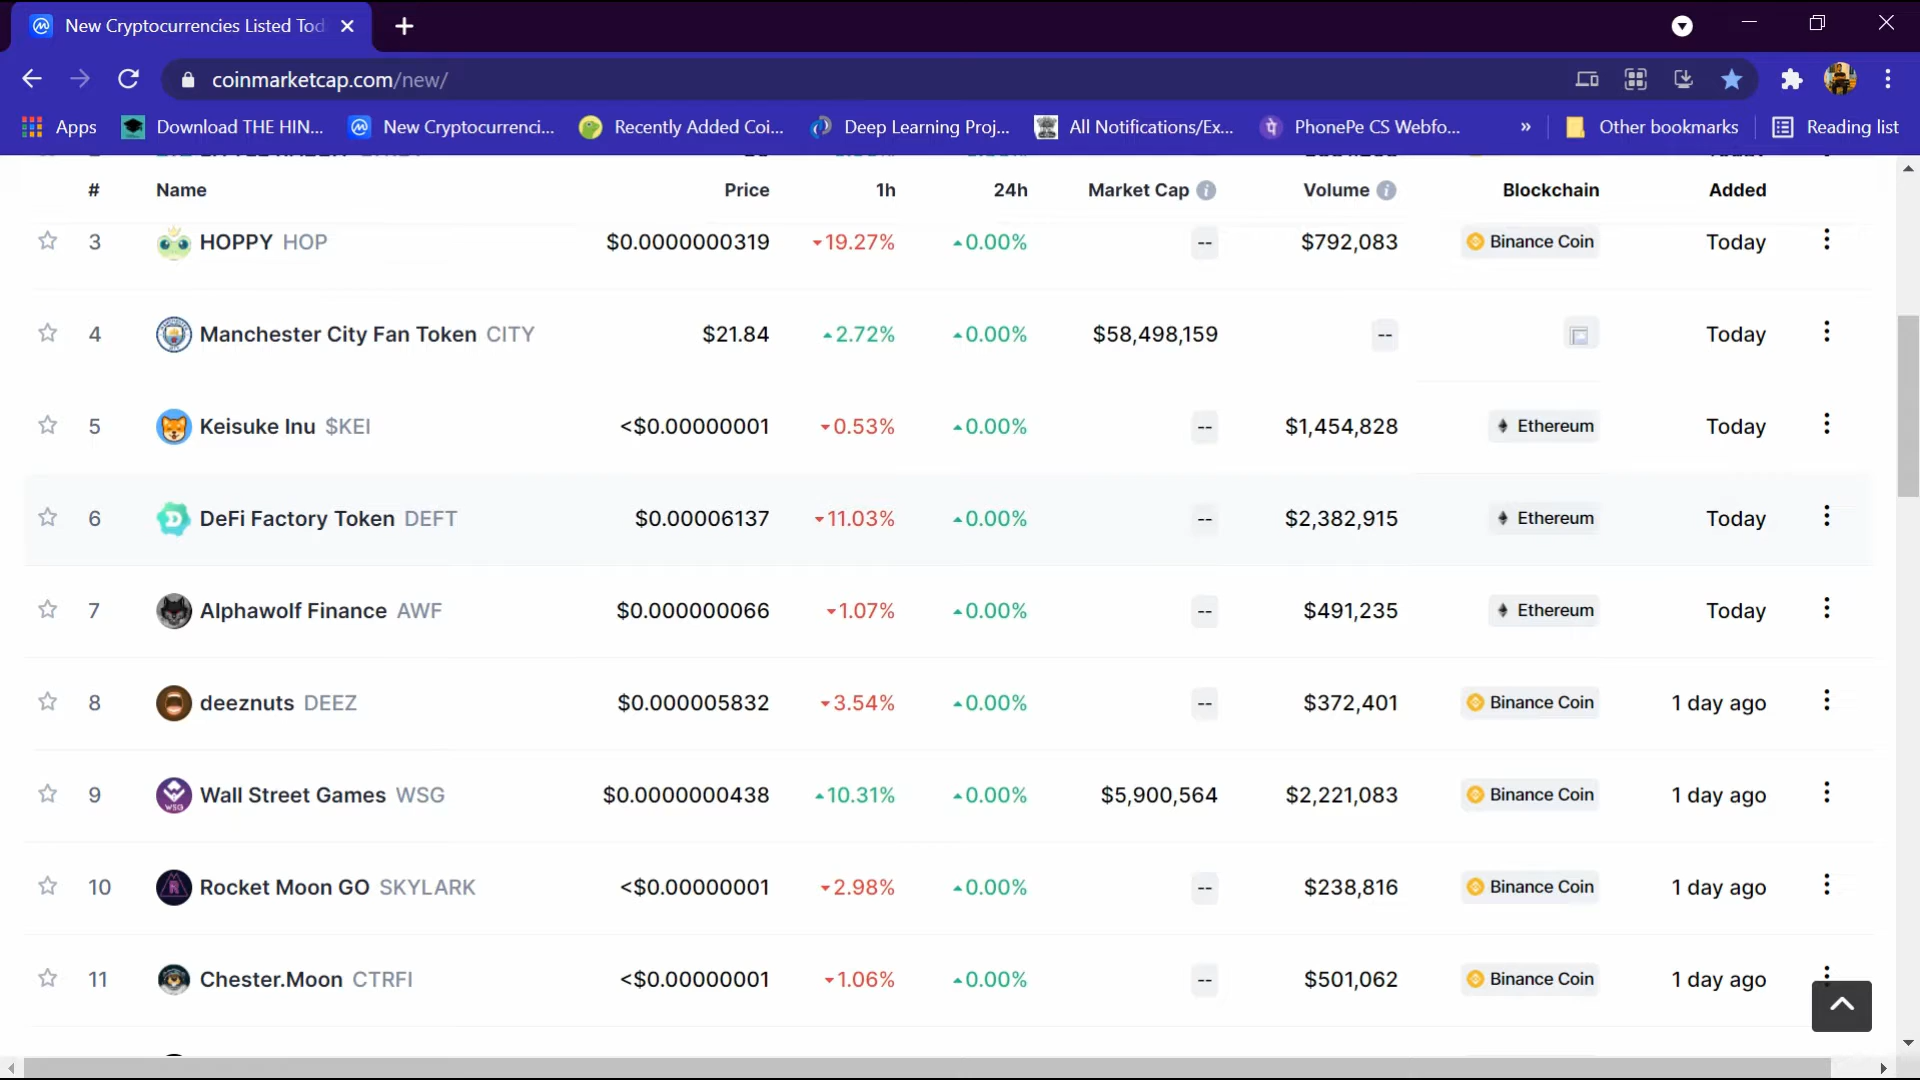 New Cryptocurrencies Listed Tod
coinmarketcap.com/new/
Apps Download THE HIN... New Cryptocurrenci... Recently Added Coi... Deep Learning Proj... All Notifications/Ex... PhonePe CS Webfo... » Other bookmarks Reading list
# Name Price 1h 24h Market Cap Volume Blockchain Added
3 HOPPY HOP $0.0000000319 19.27% 0.00% -- $792,083 Binance Coin Today
4 Manchester City Fan Token CITY $21.84 2.72% 0.00% $58,498,159 -- Today
5 Keisuke Inu $KEI <$0.00000001 0.53% 0.00% -- $1,454,828 Ethereum Today
6 DeFi Factory Token DEFT $0.00006137 11.03% 0.00% -- $2,382,915 Ethereum Today
7 Alphawolf Finance AWF $0.000000066 1.07% 0.00% -- $491,235 Ethereum Today
8 deeznuts DEEZ $0.000005832 3.54% 0.00% -- $372,401 Binance Coin 1 day ago
9 WSG Wall Street Games WSG $0.0000000438 10.31% 0.00% $5,900,564 $2,221,083 Binance Coin 1 day ago
10 Rocket Moon GO SKYLARK <$0.00000001 2.98% 0.00% -- $238,816 Binance Coin 1 day ago
11 Chester.Moon CTRFI <$0.00000001 1.06% 0.00% -- $501,062 Binance Coin 1 day ago